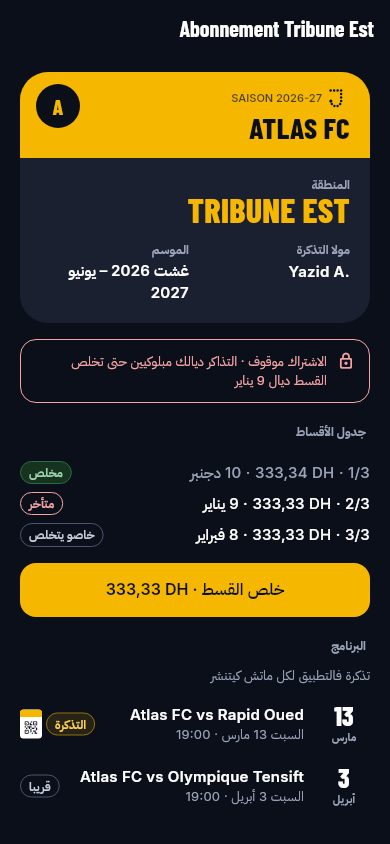 Abonnement Tribune Est
SAISON 2026-27
A
ATLAS FC
المنطقة
TRIBUNE EST
مولا التذكرة
Yazid A.
الموسم
غشت 2026 – يونيو
2027
الاشتراك موقوف · التذاكر ديالك مبلوكيين حتى تخلص
القسط ديال 9 يناير
جدول الأقساط
1/3 · 333,34 DH · 10 دجنبر
مخلص
2/3 · 333,33 DH · 9 يناير
متأخر
3/3 · 333,33 DH · 8 فبراير
خاصو يتخلص
خلص القسط · 333,33 DH
البرنامج
تذكرة فالتطبيق لكل ماتش كيتنشر
13
مارس
Atlas FC vs Rapid Oued
السبت 13 مارس · 19:00
التذكرة
3
أبريل
Atlas FC vs Olympique Tensift
السبت 3 أبريل · 19:00
قريبا